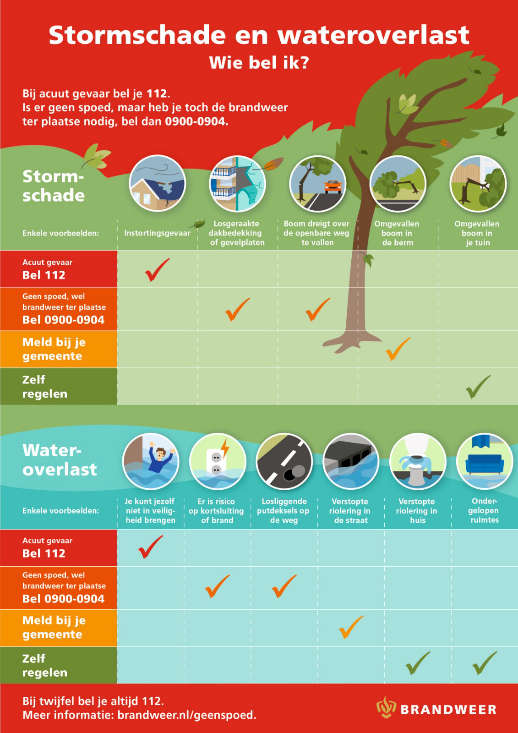 Stormschade en wateroverlast
Wie bel ik?
Bij acuut gevaar bel je 112.
Is er geen spoed, maar heb je toch de brandweer
ter plaatse nodig, bel dan 0900-0904.
Storm-
schade
Enkele voorbeelden:
Instortingsgevaar
Losgeraakte
dakbedekking
of gevelplaten
Boom dreigt over
de openbare weg
te vallen
Omgevallen
boom in
de berm
Omgevallen
boom in
je tuin
Acuut gevaar
Bel 112
Geen spoed, wel
brandweer ter plaatse
Bel 0900-0904
Meld bij je
gemeente
Zelf
regelen
Water-
overlast
Enkele voorbeelden:
Je kunt jezelf
niet in veilig-
heid brengen
Er is risico
op kortsluiting
of brand
Losliggende
putdeksels op
de weg
Verstopte
riolering in
de straat
Verstopte
riolering in
huis
Onder-
gelopen
ruimtes
Acuut gevaar
Bel 112
Geen spoed, wel
brandweer ter plaatse
Bel 0900-0904
Meld bij je
gemeente
Zelf
regelen
Bij twijfel bel je altijd 112.
Meer informatie: brandweer.nl/geenspoed.
BRANDWEER